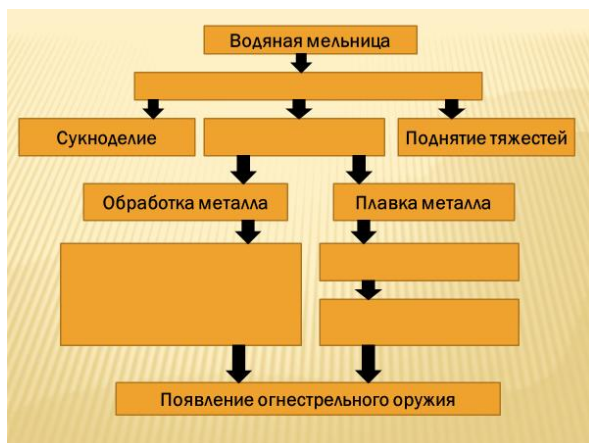 Водяная мельница
Сукноделие
Поднятие тяжестей
Обработка металла
Плавка металла
Появление огнестрельного оружия